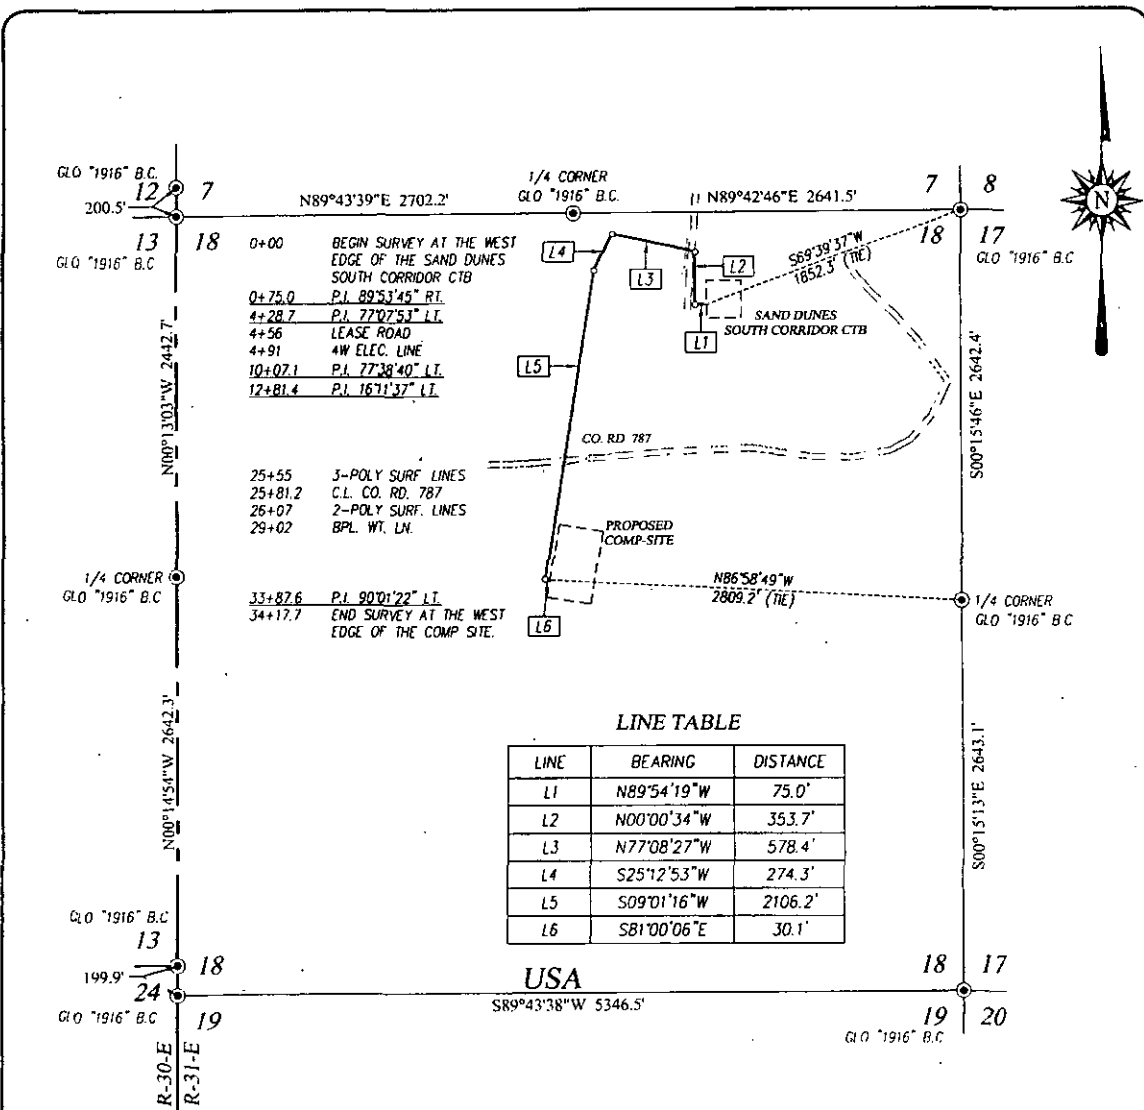 GLO "1916" B.C.
12 7
200.5'
13 18
GLO "1916" B.C
N89°43'39"E 2702.2'
1/4 CORNER
GLO "1916" B.C.
N89°42'46"E 2641.5'
7 8
18 17
GLO "1916" B.C
N
0+00 BEGIN SURVEY AT THE WEST
EDGE OF THE SAND DUNES
SOUTH CORRIDOR CTB
0+75.0 P.I. 89°53'45" RT.
4+28.7 P.I. 77°07'53" LT.
4+56 LEASE ROAD
4+91 4W ELEC. LINE
10+07.1 P.I. 77°38'40" LT.
12+81.4 P.I. 16°11'37" LT.
25+55 3-POLY SURF LINES
25+81.2 C.L. CO. RD. 787
26+07 2-POLY SURF. LINES
29+02 BPL. WT. LN.
33+87.6 P.I. 90°01'22" LT.
34+17.7 END SURVEY AT THE WEST
EDGE OF THE COMP SITE.
L4
L3
L2
L1
L5
L6
S69°39'37"W
1852.3' (TIE)
SAND DUNES
SOUTH CORRIDOR CTB
CO. RD 787
PROPOSED
COMP-SITE
N86°58'49"W
2809.2' (TIE)
N00°13'03"W 2442.7'
S00°15'46"E 2642.4'
1/4 CORNER
GLO "1916" B.C
1/4 CORNER
GLO "1916" B.C
N00°14'54"W 2642.3'
S00°15'13"E 2643.1'
LINE TABLE
LINE BEARING DISTANCE
L1 N89°54'19"W 75.0'
L2 N00°00'34"W 353.7'
L3 N77°08'27"W 578.4'
L4 S25°12'53"W 274.3'
L5 S09°01'16"W 2106.2'
L6 S81°00'06"E 30.1'
GLO "1916" B.C
13 18
199.9'
24 19
GLO "1916" B.C
USA
S89°43'38"W 5346.5'
18 17
19 20
GLO "1916" B.C
R-30-E
R-31-E